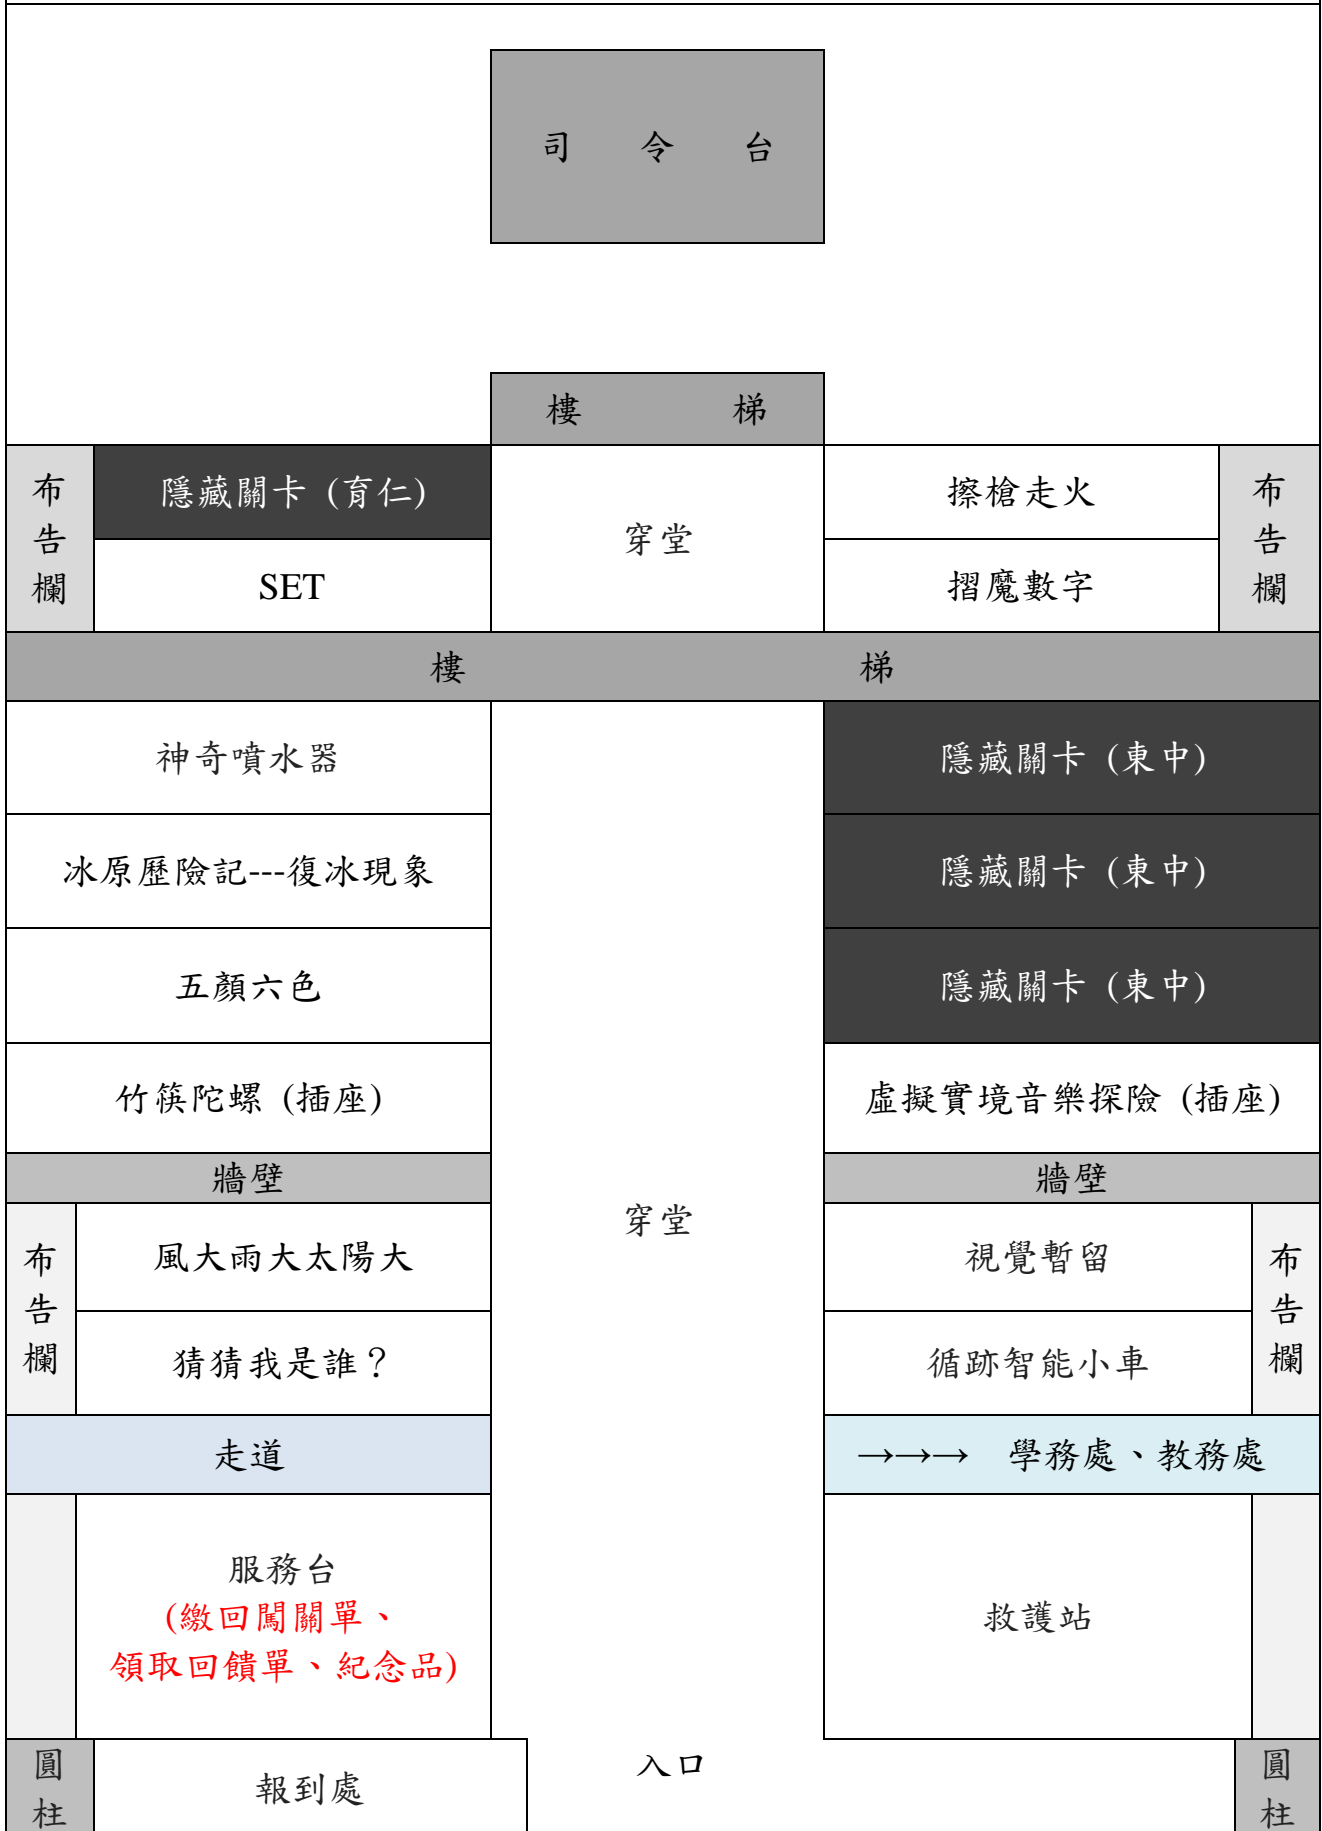 司令台
樓梯
布告欄
隱藏關卡 (育仁)
穿堂
擦槍走火
布告欄
SET
摺魔數字
樓梯
神奇噴水器
隱藏關卡 (東中)
冰原歷險記---復冰現象
隱藏關卡 (東中)
五顏六色
隱藏關卡 (東中)
竹筷陀螺 (插座)
虛擬實境音樂探險 (插座)
牆壁
穿堂
牆壁
布告欄
風大雨大太陽大
視覺暫留
布告欄
猜猜我是誰？
循跡智能小車
走道
→→→ 學務處、教務處
服務台
(繳回闖關單、
領取回饋單、紀念品)
救護站
圓柱
報到處
入口
圓柱